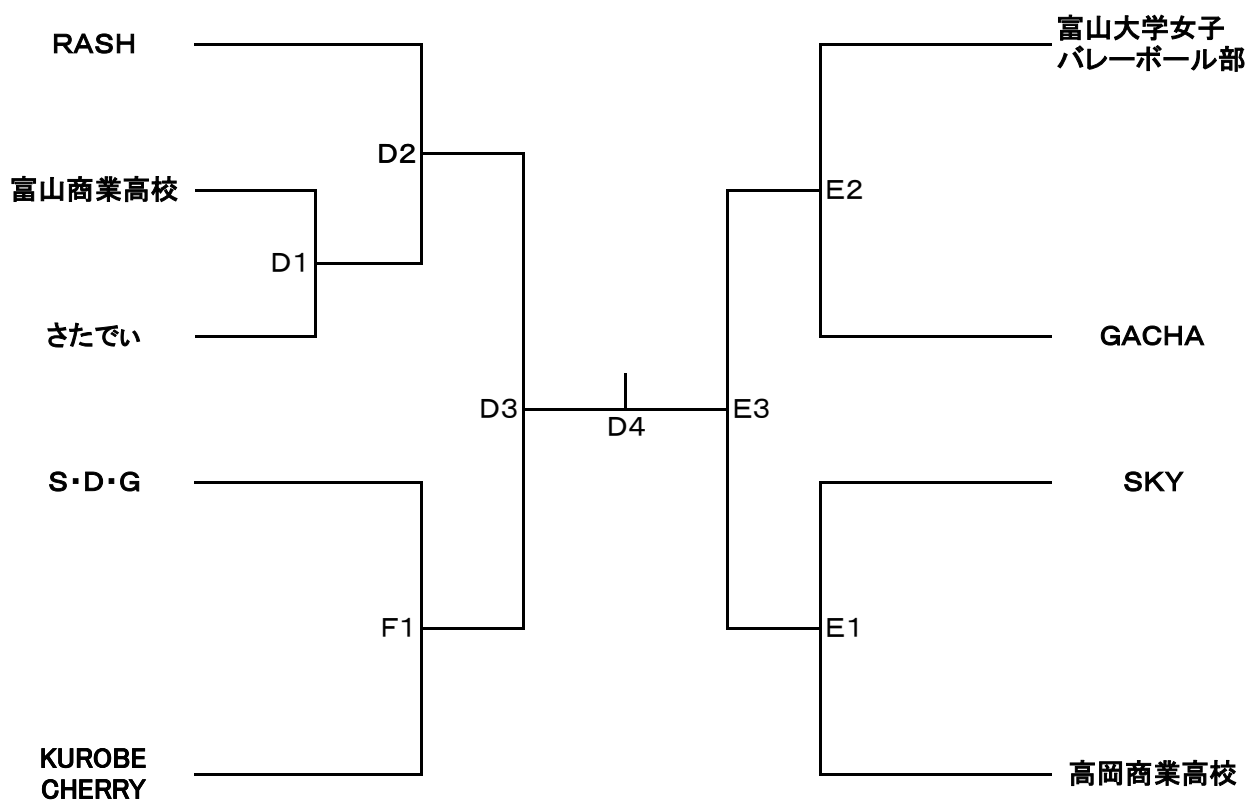 RASH
富山商業高校
さたでぃ
S・D・G
KUROBE
CHERRY
D1
D2
D3
F1
D4
E3
E2
E1
富山大学女子
バレーボール部
GACHA
SKY
高岡商業高校